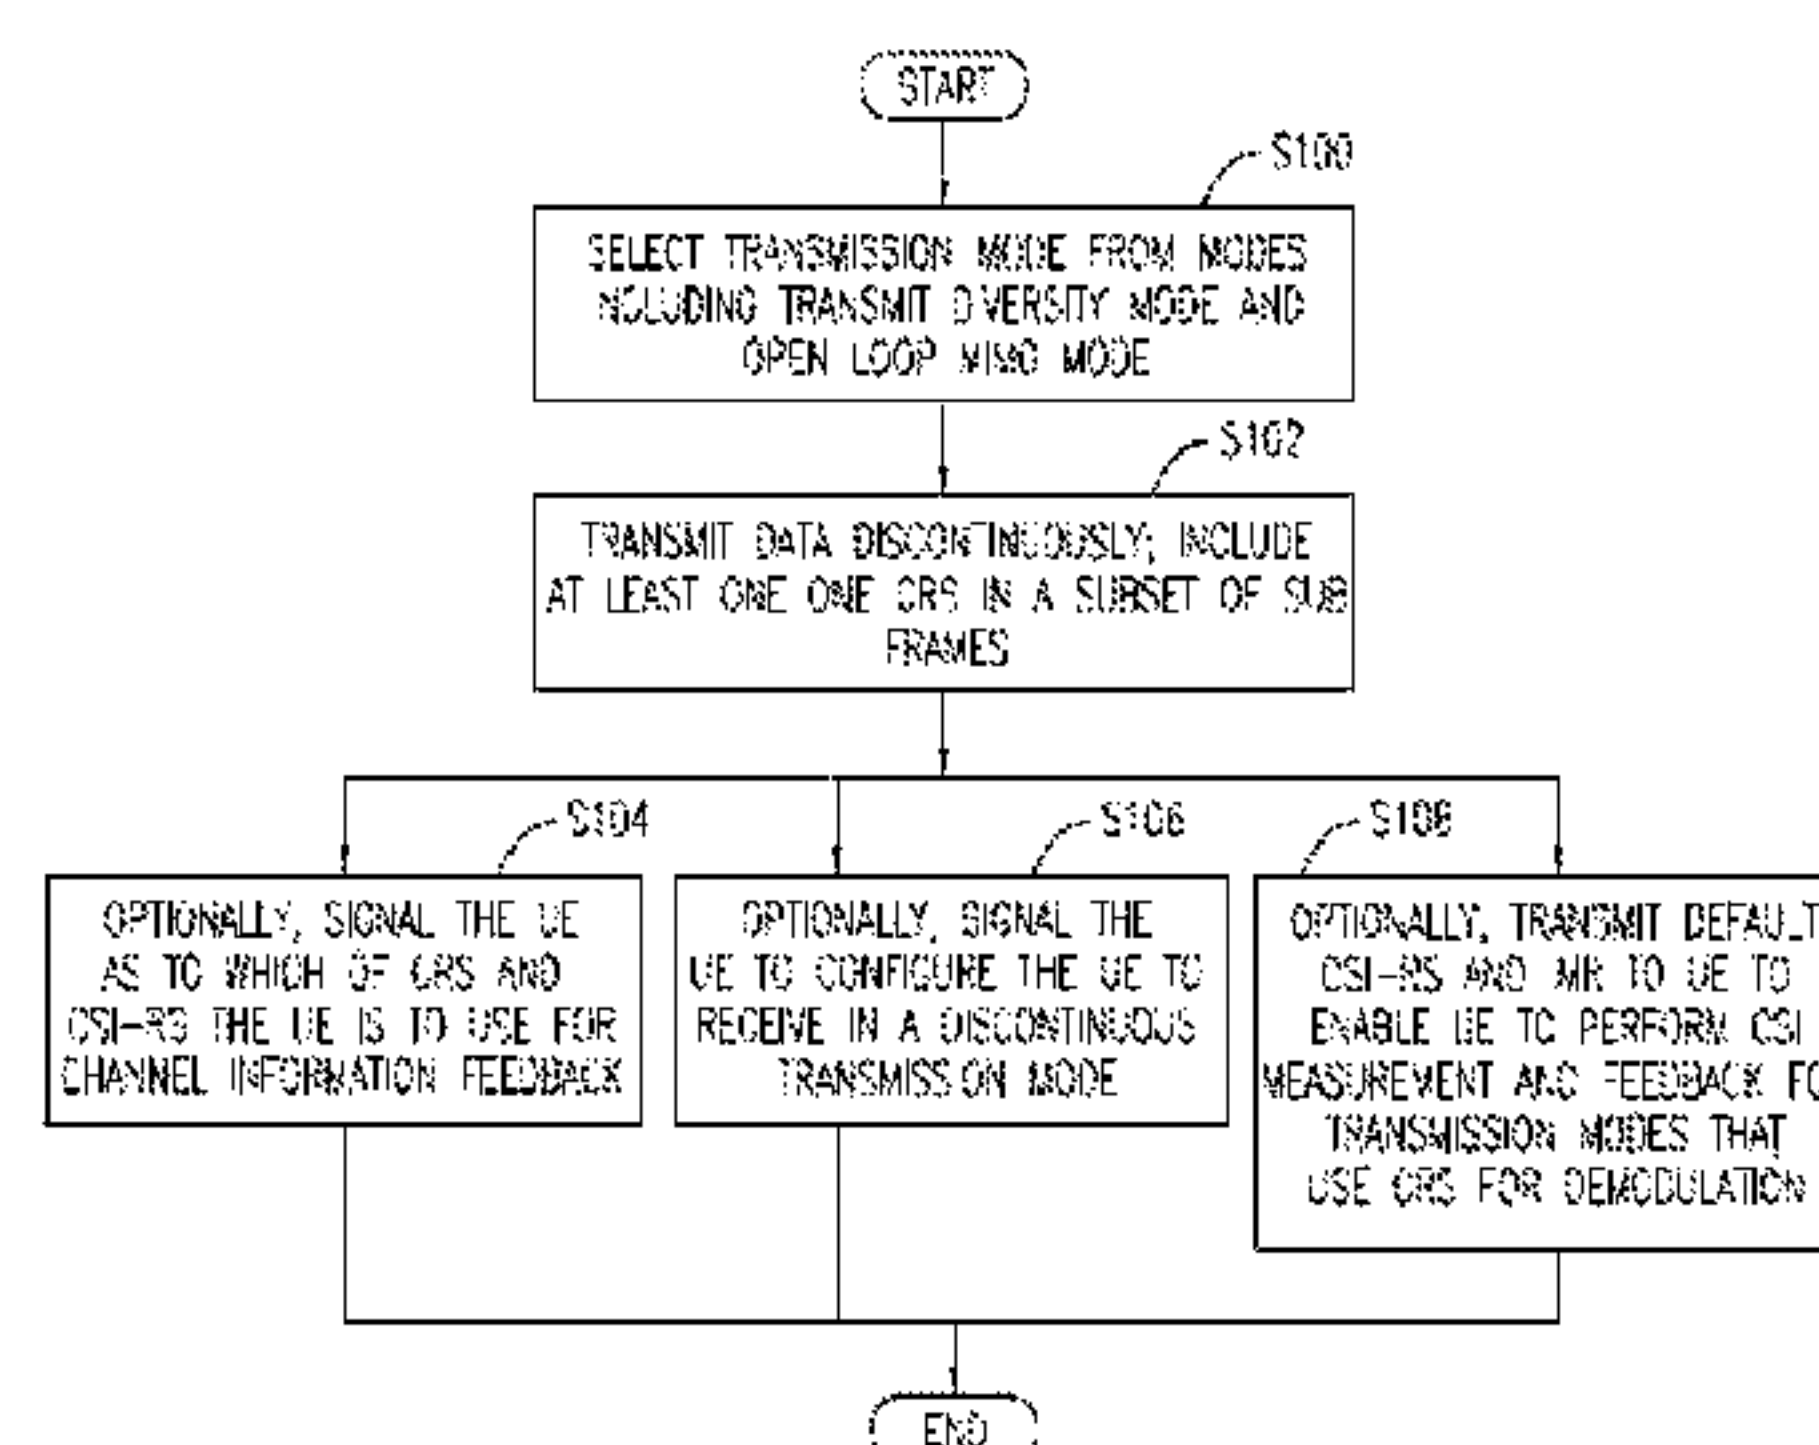 START
S100
SELECT TRANSMISSION MODE FROM MODES
INCLUDING TRANSMIT DIVERSITY MODE AND
OPEN LOOP MIMO MODE
S102
TRANSMIT DATA DISCONTINUOUSLY; INCLUDE
AT LEAST ONE ONE CRS IN A SUBSET OF SUB
FRAMES
S104
OPTIONALLY, SIGNAL THE UE
AS TO WHICH OF CRS AND
CSI-RS THE UE IS TO USE FOR
CHANNEL INFORMATION FEEDBACK
S106
OPTIONALLY, SIGNAL THE
UE TO CONFIGURE THE UE TO
RECEIVE IN A DISCONTINUOUS
TRANSMISSION MODE
S108
OPTIONALLY, TRANSMIT DEFAULT
CSI-RS AND IMR TO UE TO
ENABLE UE TO PERFORM CSI
MEASUREMENT AND FEEDBACK
TRANSMISSION MODES THAT
USE CRS FOR DEMODULATION
END